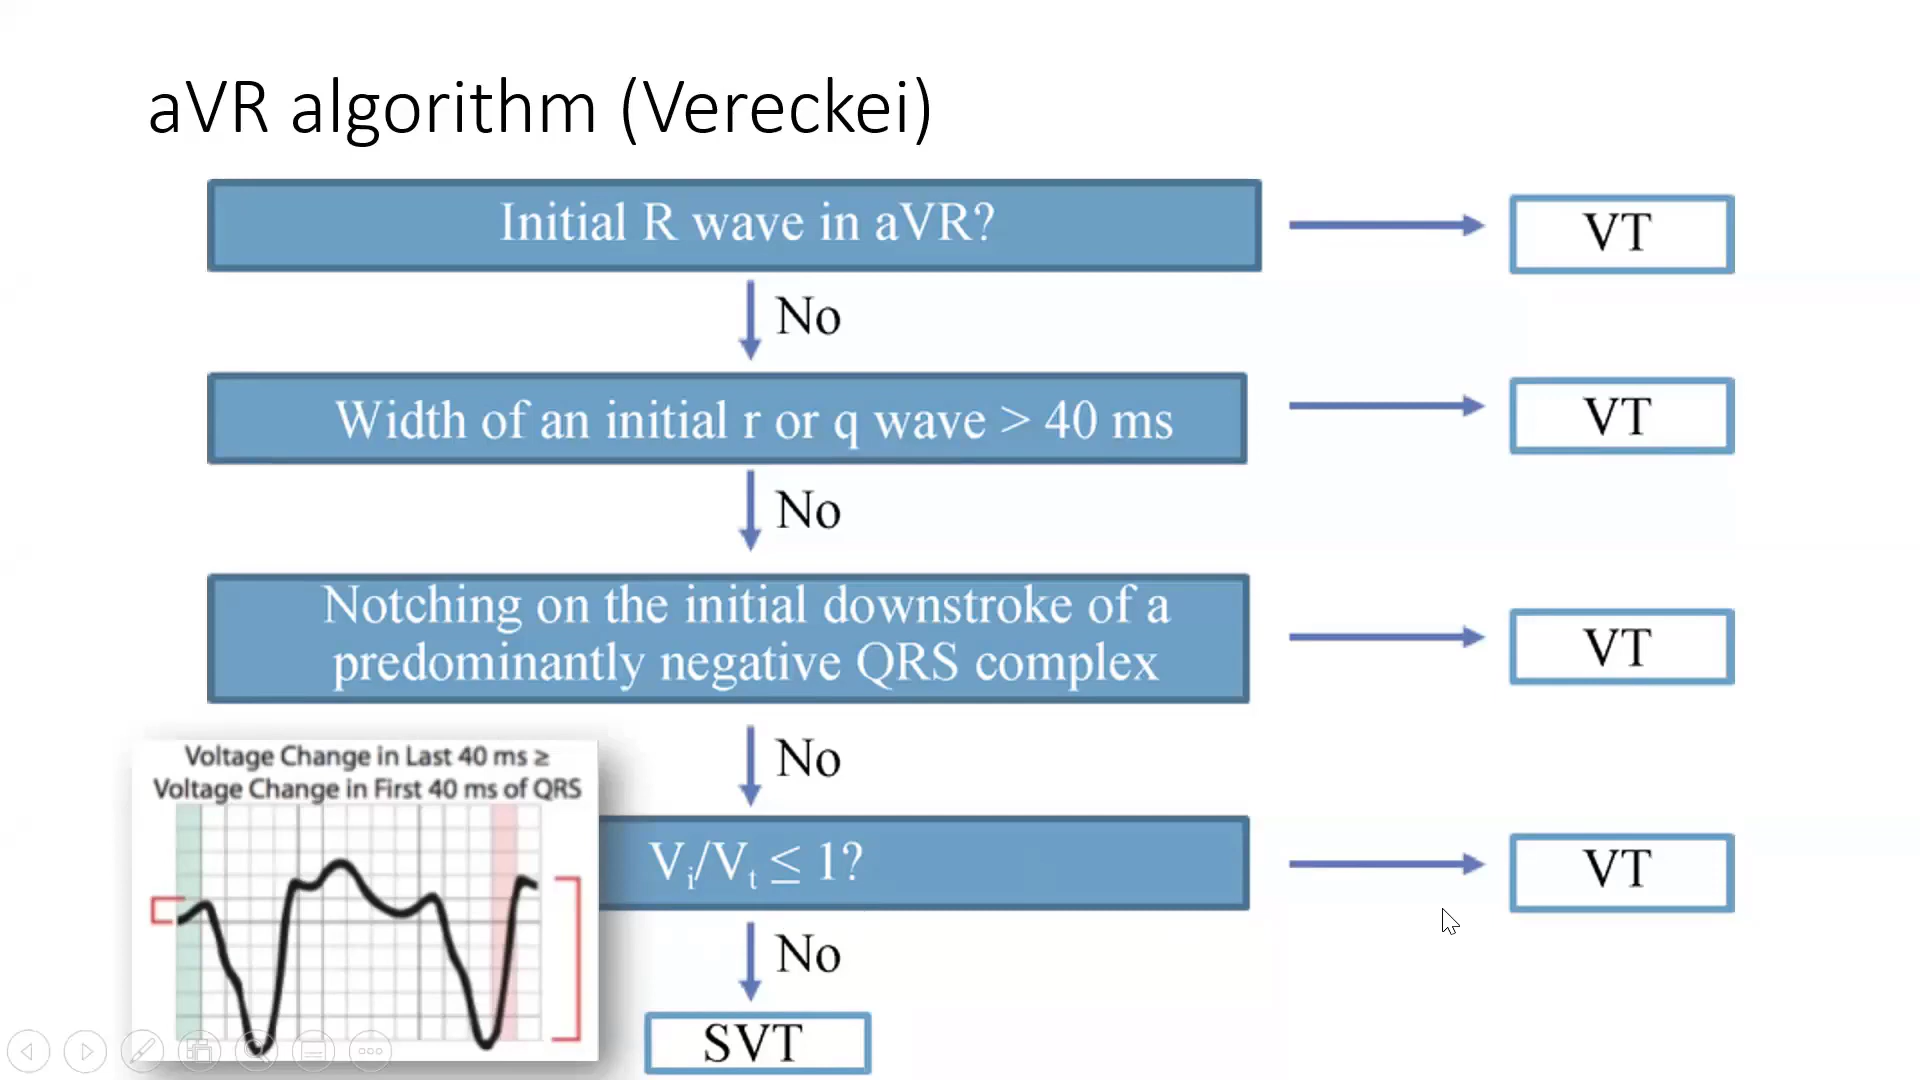 aVR algorithm (Vereckei)
Initial R wave in aVR?
VT
No
Width of an initial r or q wave > 40 ms
VT
No
Notching on the initial downstroke of a
predominantly negative QRS complex
VT
No
Voltage Change in Last 40 ms ≥
Voltage Change in First 40 ms of QRS
Vi/Vt ≤ 1?
VT
No
SVT